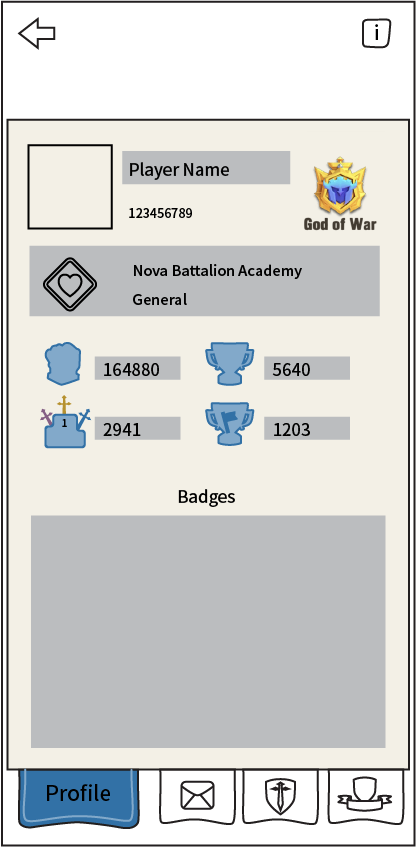 i
Player Name
123456789
God of War
Nova Battalion Academy
General
164880
5640
1
2941
1203
Badges
Profile